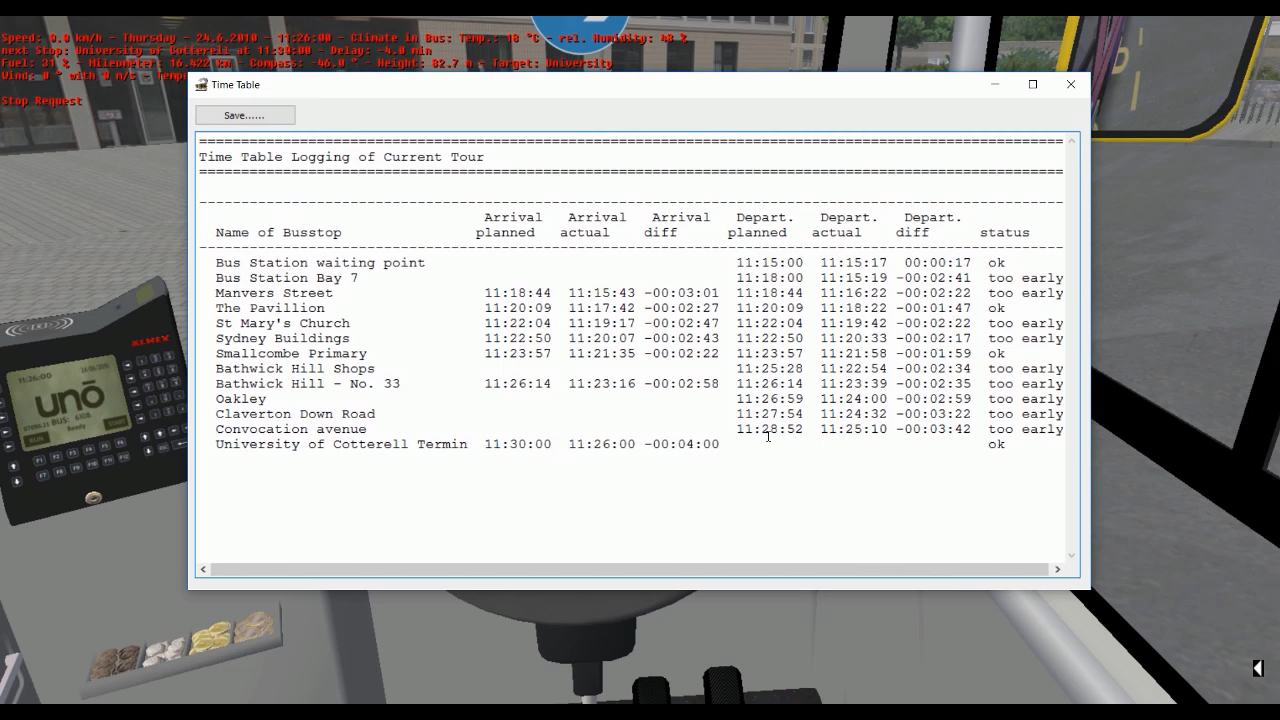 Speed: 0.0 km/h - Thursday - 24.6.2010 - 11:26:00 - Climate in Bus: Temp.: 18 °C - rel. Humidity: 48 %
next Stop: University of Cotterell at 11:30:00 - Delay: -4.0 min
Fuel: 31 % - Mileometer: 16.422 km - Compass: -46.0 ° - Height: 82.7 m - Target: University
Wind: 0 ° with 0 m/s - Tempe
Stop Request
Time Table
Save......
Time Table Logging of Current Tour
Arrival Arrival Arrival Depart. Depart. Depart.
Name of Busstop planned actual diff planned actual diff status
Bus Station waiting point 11:15:00 11:15:17 00:00:17 ok
Bus Station Bay 7 11:18:00 11:15:19 -00:02:41 too early
Manvers Street 11:18:44 11:15:43 -00:03:01 11:18:44 11:16:22 -00:02:22 too early
The Pavillion 11:20:09 11:17:42 -00:02:27 11:20:09 11:18:22 -00:01:47 ok
St Mary's Church 11:22:04 11:19:17 -00:02:47 11:22:04 11:19:42 -00:02:22 too early
Sydney Buildings 11:22:50 11:20:07 -00:02:43 11:22:50 11:20:33 -00:02:17 too early
Smallcombe Primary 11:23:57 11:21:35 -00:02:22 11:23:57 11:21:58 -00:01:59 ok
Bathwick Hill Shops 11:25:28 11:22:54 -00:02:34 too early
Bathwick Hill - No. 33 11:26:14 11:23:16 -00:02:58 11:26:14 11:23:39 -00:02:35 too early
Oakley 11:26:59 11:24:00 -00:02:59 too early
Claverton Down Road 11:27:54 11:24:32 -00:03:22 too early
Convocation avenue 11:28:52 11:25:10 -00:03:42 too early
University of Cotterell Termin 11:30:00 11:26:00 -00:04:00 ok
ALMEX
11:26:00
unō
BUS: